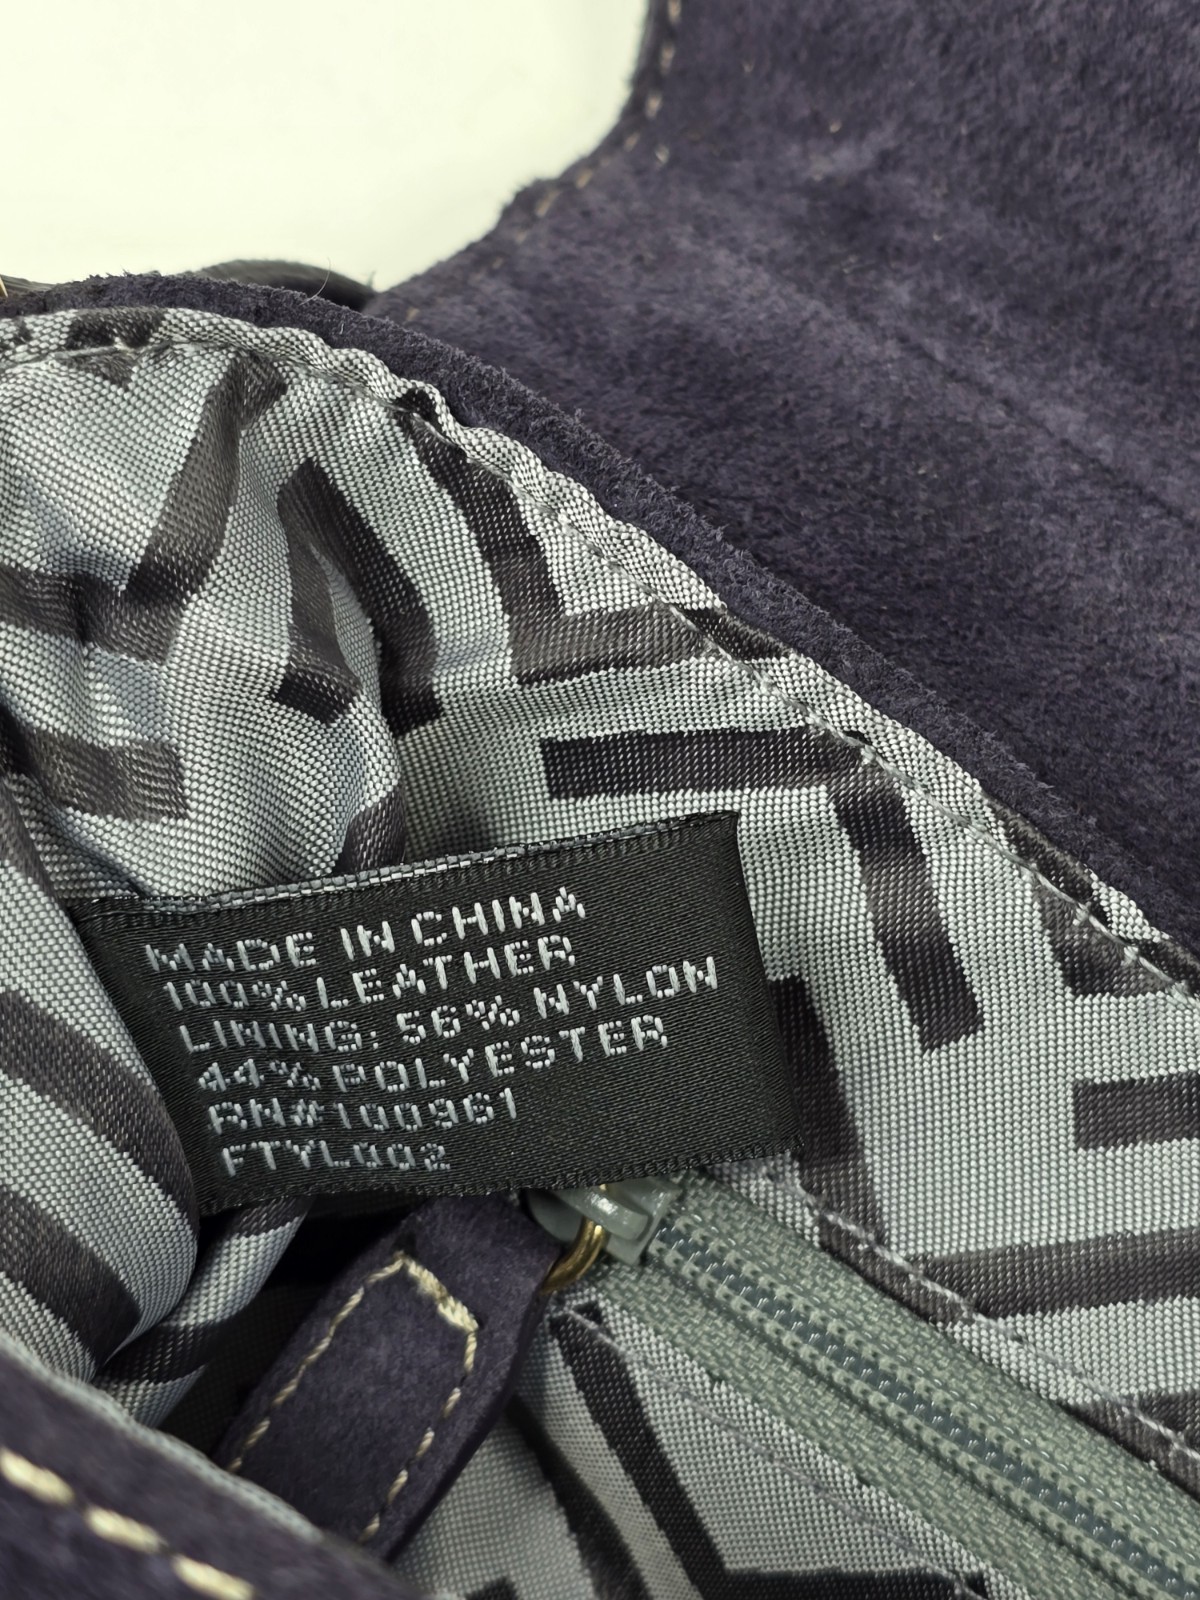 MADE IN CHINA
100% LEATHER
LINING: 56% NYLON
44% POLYESTER
RN#100961
FTYL002